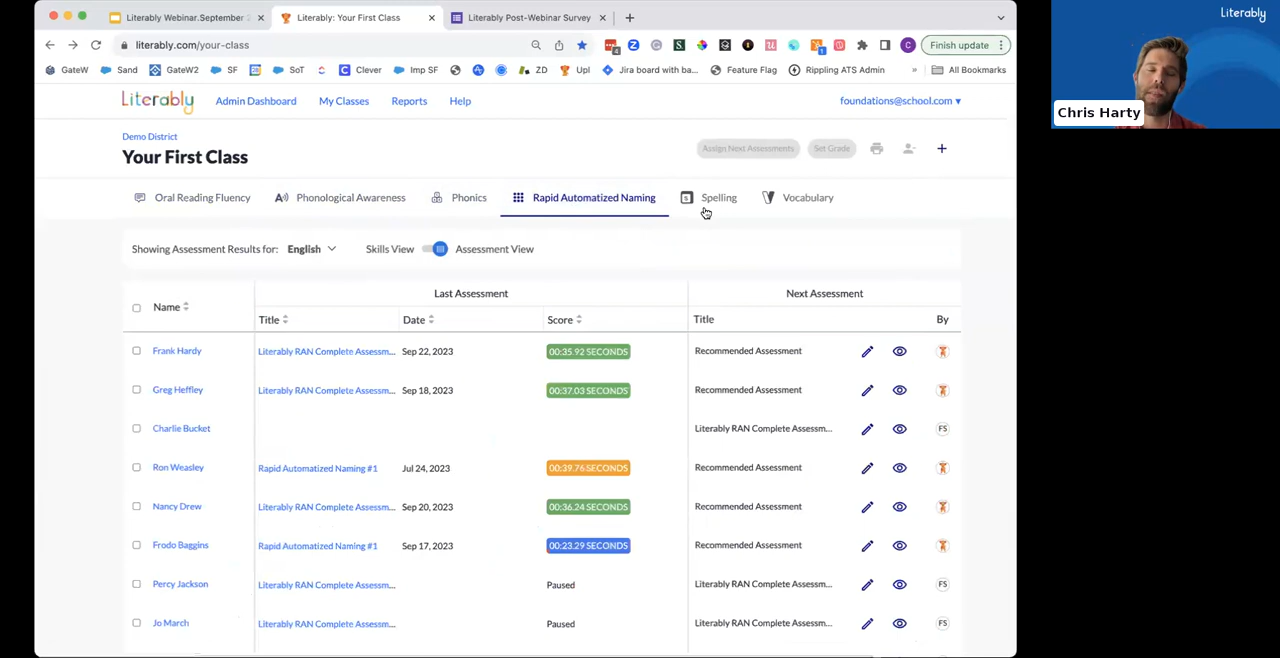 Literably Webinar.September
Literably: Your First Class
Literably Post-Webinar Survey
literably.com/your-class
Finish update
GateW
Sand
GateW2
SF
SoT
Clever
Imp SF
ZD
Upl
Jira board with ba...
Feature Flag
Rippling ATS Admin
All Bookmarks
Literably
Admin Dashboard
My Classes
Reports
Help
foundations@school.com
Demo District
Your First Class
Assign Next Assessments
Set Grade
Oral Reading Fluency
Phonological Awareness
Phonics
Rapid Automatized Naming
Spelling
Vocabulary
Showing Assessment Results for: English
Skills View
Assessment View
Last Assessment
Next Assessment
Name
Title
Date
Score
Title
By
Frank Hardy
Literably RAN Complete Assessm...
Sep 22, 2023
00:35.92 SECONDS
Recommended Assessment
Greg Heffley
Literably RAN Complete Assessm...
Sep 18, 2023
00:37.03 SECONDS
Recommended Assessment
Charlie Bucket
Literably RAN Complete Assessm...
FS
Ron Weasley
Rapid Automatized Naming #1
Jul 24, 2023
00:39.76 SECONDS
Recommended Assessment
Nancy Drew
Literably RAN Complete Assessm...
Sep 20, 2023
00:36.24 SECONDS
Recommended Assessment
Frodo Baggins
Rapid Automatized Naming #1
Sep 17, 2023
00:23.29 SECONDS
Recommended Assessment
Percy Jackson
Literably RAN Complete Assessm...
Paused
Literably RAN Complete Assessm...
FS
Jo March
Literably RAN Complete Assessm...
Paused
Literably RAN Complete Assessm...
FS
Literably
Chris Harty